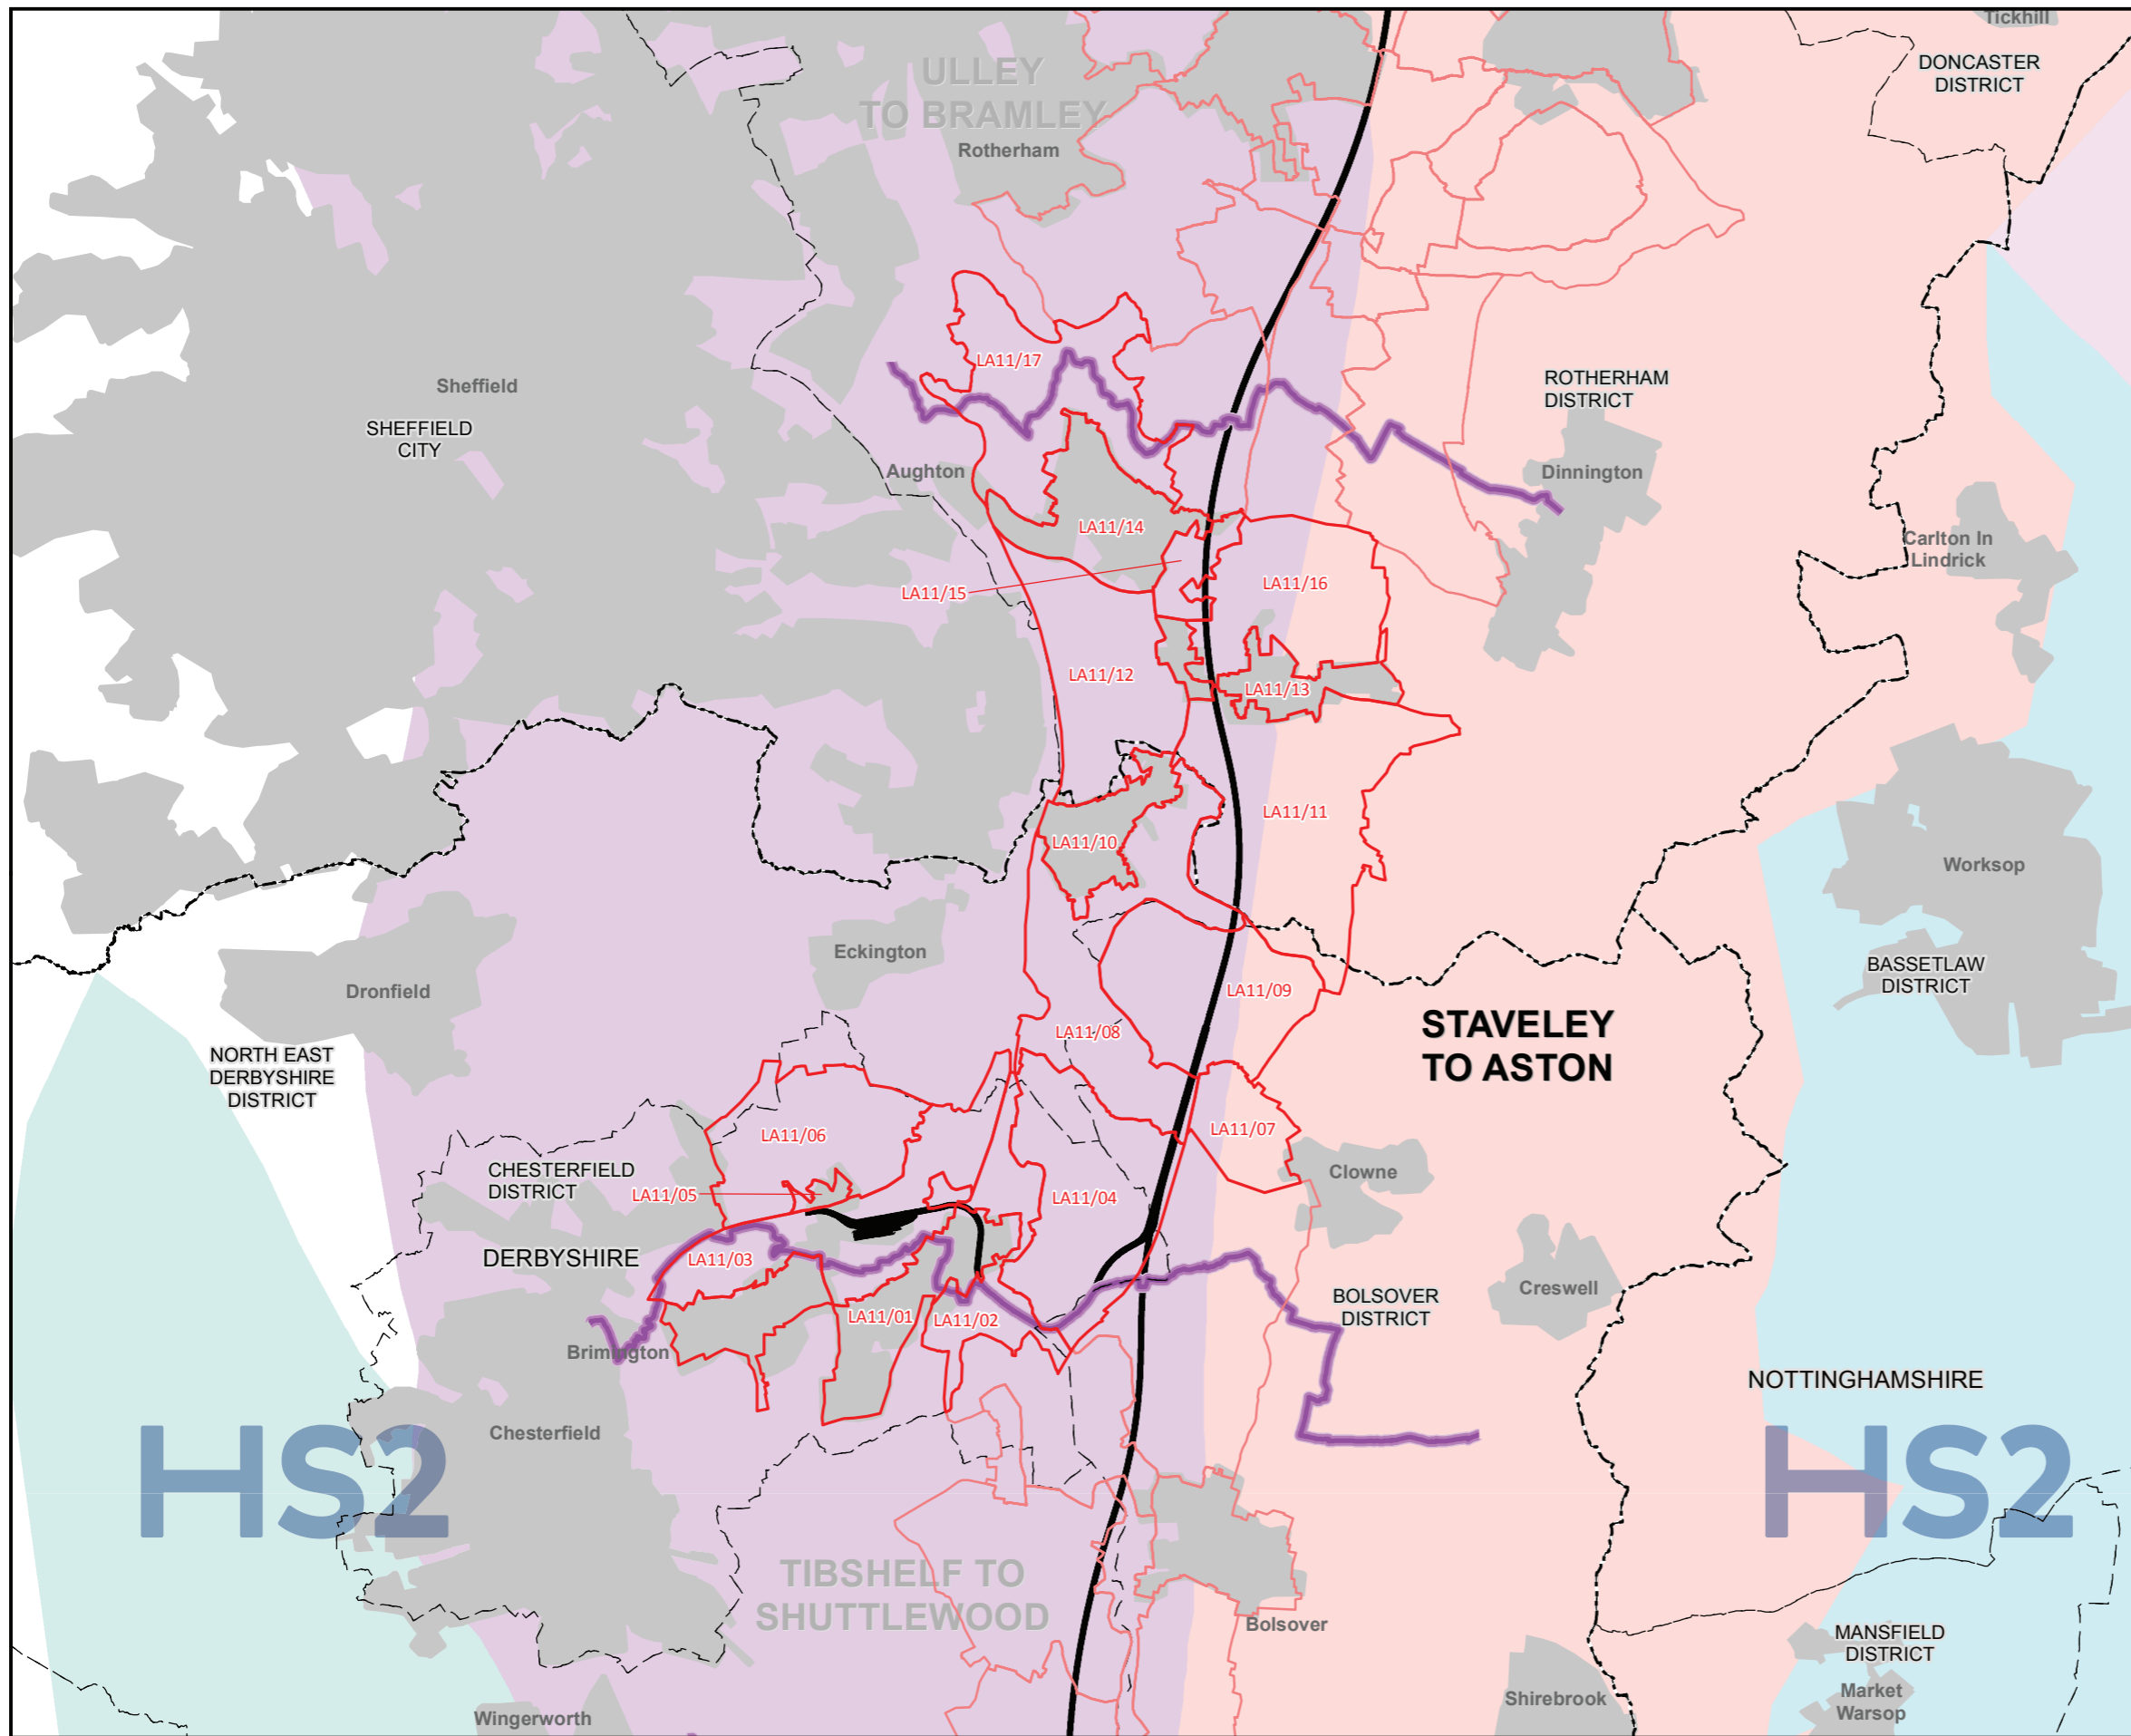 Tickhill
ULLEY
TO BRAMLEY
DONCASTER
DISTRICT
Rotherham
LA11/17
Sheffield
ROTHERHAM
DISTRICT
SHEFFIELD
CITY
Aughton
Dinnington
LA11/14
Carlton In
Lindrick
LA11/15
LA11/16
LA11/12
LA11/13
LA11/11
LA11/10
Worksop
Eckington
Dronfield
LA11/09
BASSETLAW
DISTRICT
STAVELEY
TO ASTON
LA11/08
NORTH EAST
DERBYSHIRE
DISTRICT
LA11/06
LA11/07
CHESTERFIELD
DISTRICT
Clowne
LA11/05
LA11/04
DERBYSHIRE
LA11/03
Creswell
BOLSOVER
DISTRICT
LA11/01
LA11/02
Brimington
NOTTINGHAMSHIRE
Chesterfield
HS2
HS2
TIBSHELF TO
SHUTTLEWOOD
Bolsover
MANSFIELD
DISTRICT
Market
Warsop
Shirebrook
Wingerworth